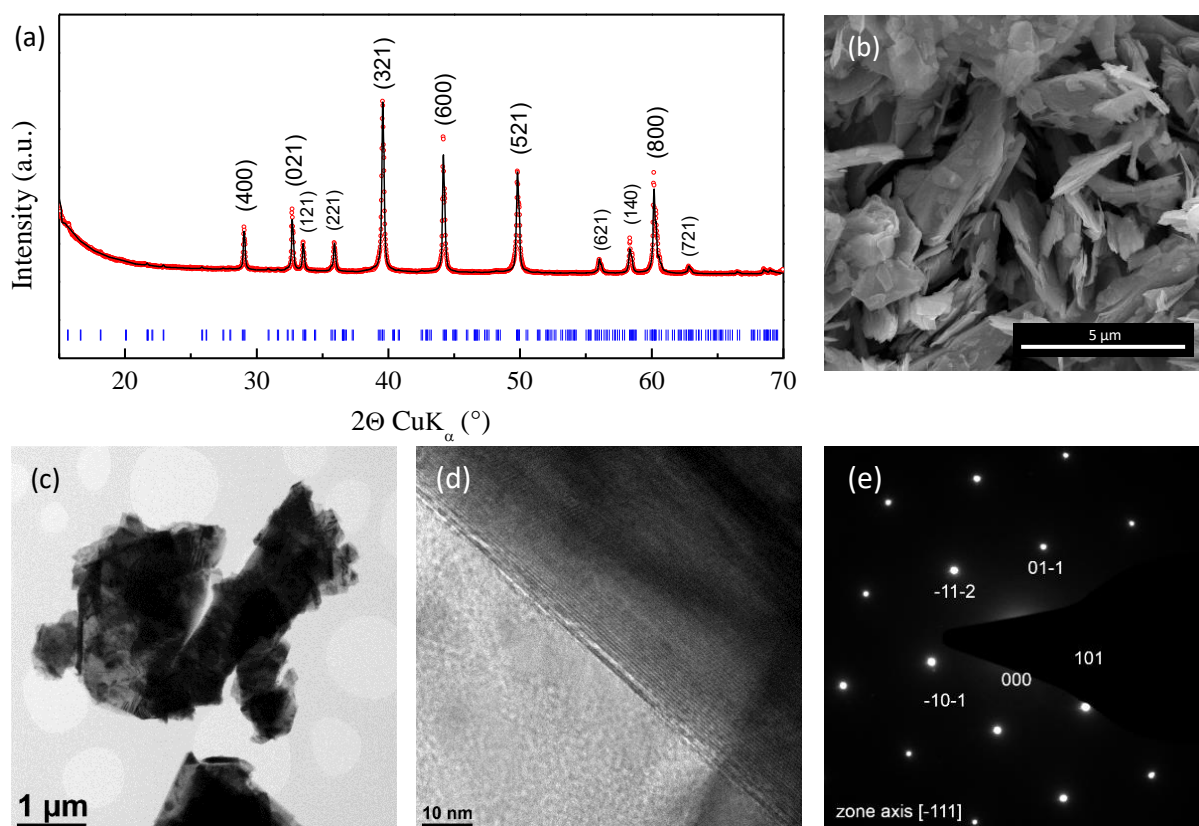 (a)
Intensity (a.u.)
(400)
(021)
(121)
(221)
(321)
(600)
(521)
(621)
(140)
(800)
(721)
20 30 40 50 60 70
2Θ CuKα (°)
(b)
5 µm
(c)
1 µm
(d)
10 nm
(e)
01-1
-11-2
101
000
-10-1
zone axis [-111]